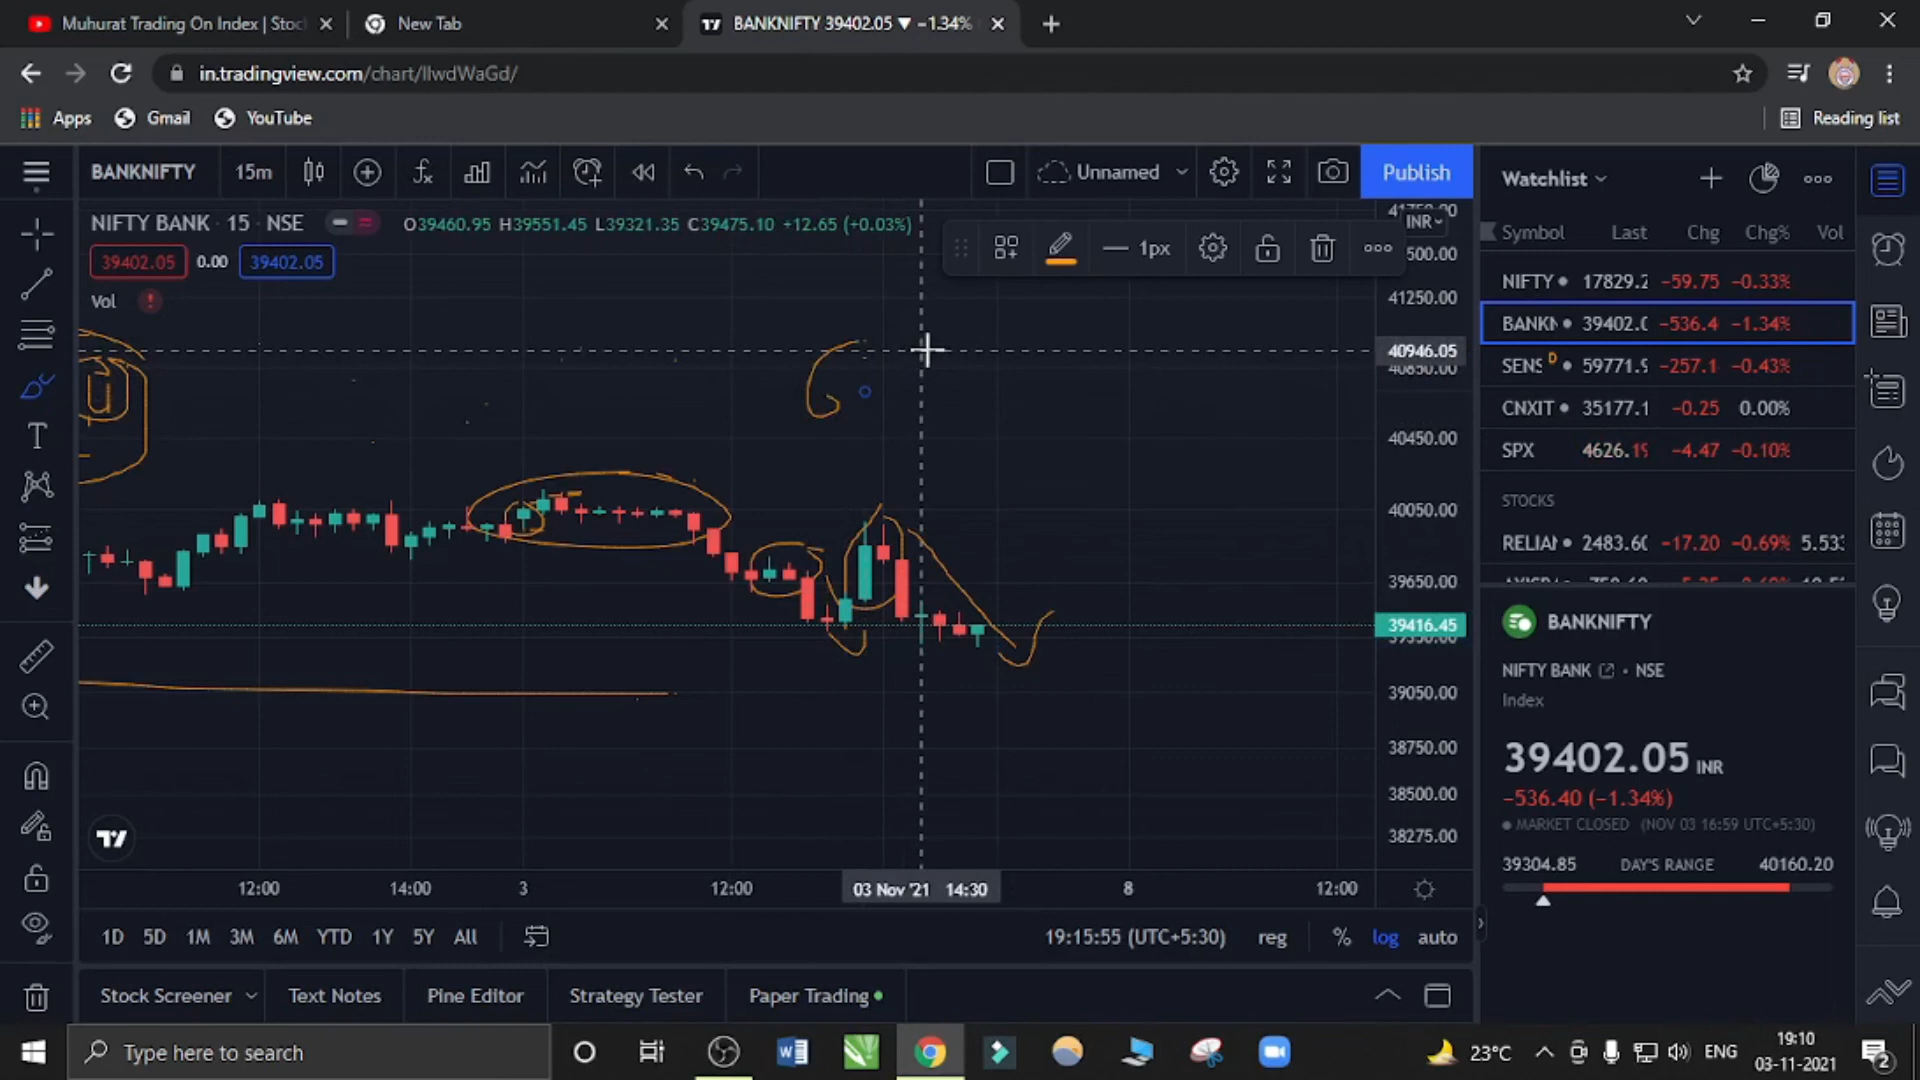 Muhurat Trading On Index | Stoc
New Tab
BANKNIFTY 39402.05 ▼ −1.34%
in.tradingview.com/chart/IlwdWaGd/
Apps
Gmail
YouTube
Reading list
BANKNIFTY
15m
Unnamed
Publish
NIFTY BANK · 15 · NSE
O39460.95 H39551.45 L39321.35 C39475.10 +12.65 (+0.03%)
39402.05 0.00 39402.05
Vol
1px
INR
41250.00
40946.05
40450.00
40050.00
39650.00
39416.45
39050.00
38750.00
38500.00
38275.00
12:00 14:00 3 12:00 03 Nov '21 14:30 8 12:00
1D 5D 1M 3M 6M YTD 1Y 5Y All
19:15:55 (UTC+5:30) reg % log auto
Stock Screener Text Notes Pine Editor Strategy Tester Paper Trading
Watchlist
Symbol Last Chg Chg% Vol
NIFTY 17829.2 −59.75 −0.33%
BANKN 39402.0 −536.4 −1.34%
SENS D 59771.9 −257.1 −0.43%
CNXIT 35177.1 −0.25 0.00%
SPX 4626.19 −4.47 −0.10%
STOCKS
RELIAN 2483.60 −17.20 −0.69% 5.533
BANKNIFTY
NIFTY BANK · NSE
Index
39402.05 INR
−536.40 (−1.34%)
MARKET CLOSED (NOV 03 16:59 UTC+5:30)
39304.85 DAY'S RANGE 40160.20
Type here to search
23°C
ENG
19:10
03-11-2021
2